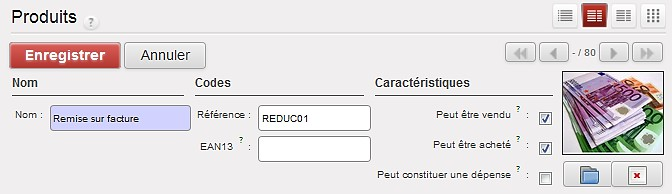 Produits ?
Enregistrer Annuler - / 80
Nom Codes Caractéristiques
Nom : Remise sur facture Référence : REDUC01 Peut être vendu ? :
EAN13 ? : Peut être acheté ? :
Peut constituer une dépense ? :
500